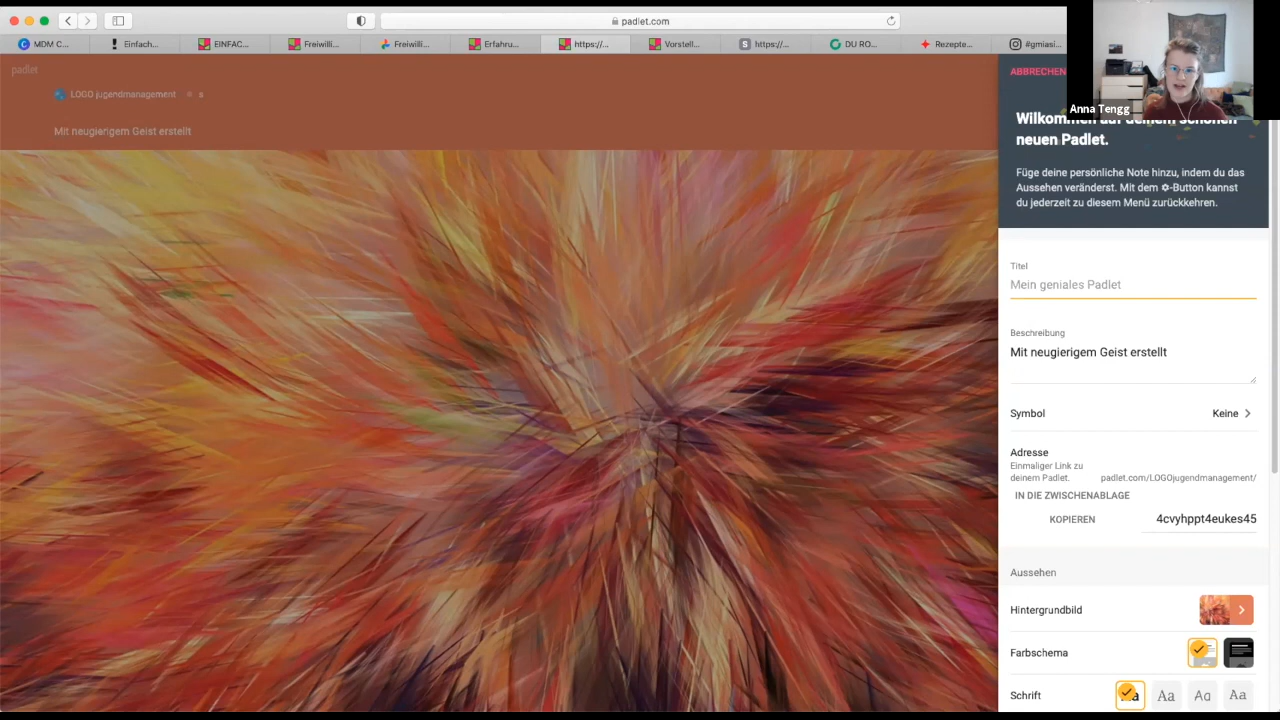 padlet.com
MDM C...
Einfach...
EINFAC...
Freiwilli...
Freiwilli...
Erfahru...
https://...
Vorstell...
https://...
DU RO...
Rezepte...
#gmiasi...
padlet
LOGO jugendmanagement
Mit neugierigem Geist erstellt
ABBRECHEN
Anna Tengg
Willkommen auf deinem schönen
neuen Padlet.
Füge deine persönliche Note hinzu, indem du das
Aussehen veränderst. Mit dem ✿-Button kannst
du jederzeit zu diesem Menü zurückkehren.
Titel
Mein geniales Padlet
Beschreibung
Mit neugierigem Geist erstellt
Symbol
Keine
Adresse
Einmaliger Link zu
deinem Padlet.
padlet.com/LOGOjugendmanagement/
IN DIE ZWISCHENABLAGE
KOPIEREN
4cvyhppt4eukes45
Aussehen
Hintergrundbild
Farbschema
Schrift
Aa
Aa
Aa